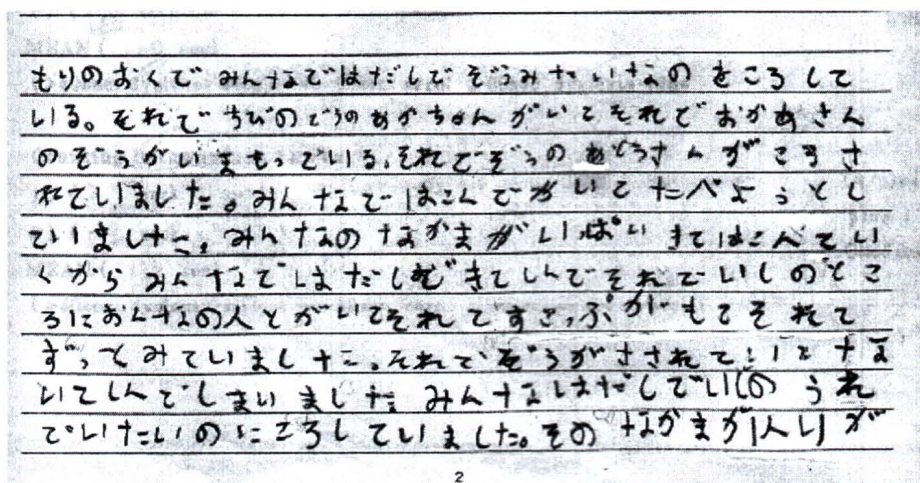 もりのおくで みんなではだしで ぞうみたいなの をころして
いる。それで ちびのぞうのあかちゃんがいてそれで おかあさん
のぞうがいまもっている。それでぞうのおとうさんがころさ
れていました。みんなではこんでかいてたべようとし
ていました。みんなのなかまがいっぱいきてはこんでい
くから みんなではだしできてしんでそれでいしのとこ
ろにおんなの人とがいてそれですこっぷがもてそれて
ずっとみていました。それでぞうがさされて な
いてしんでしまいました みんなはだしでいしのうえ
でいたいのにころしていました。そのなかまが1人りが
2